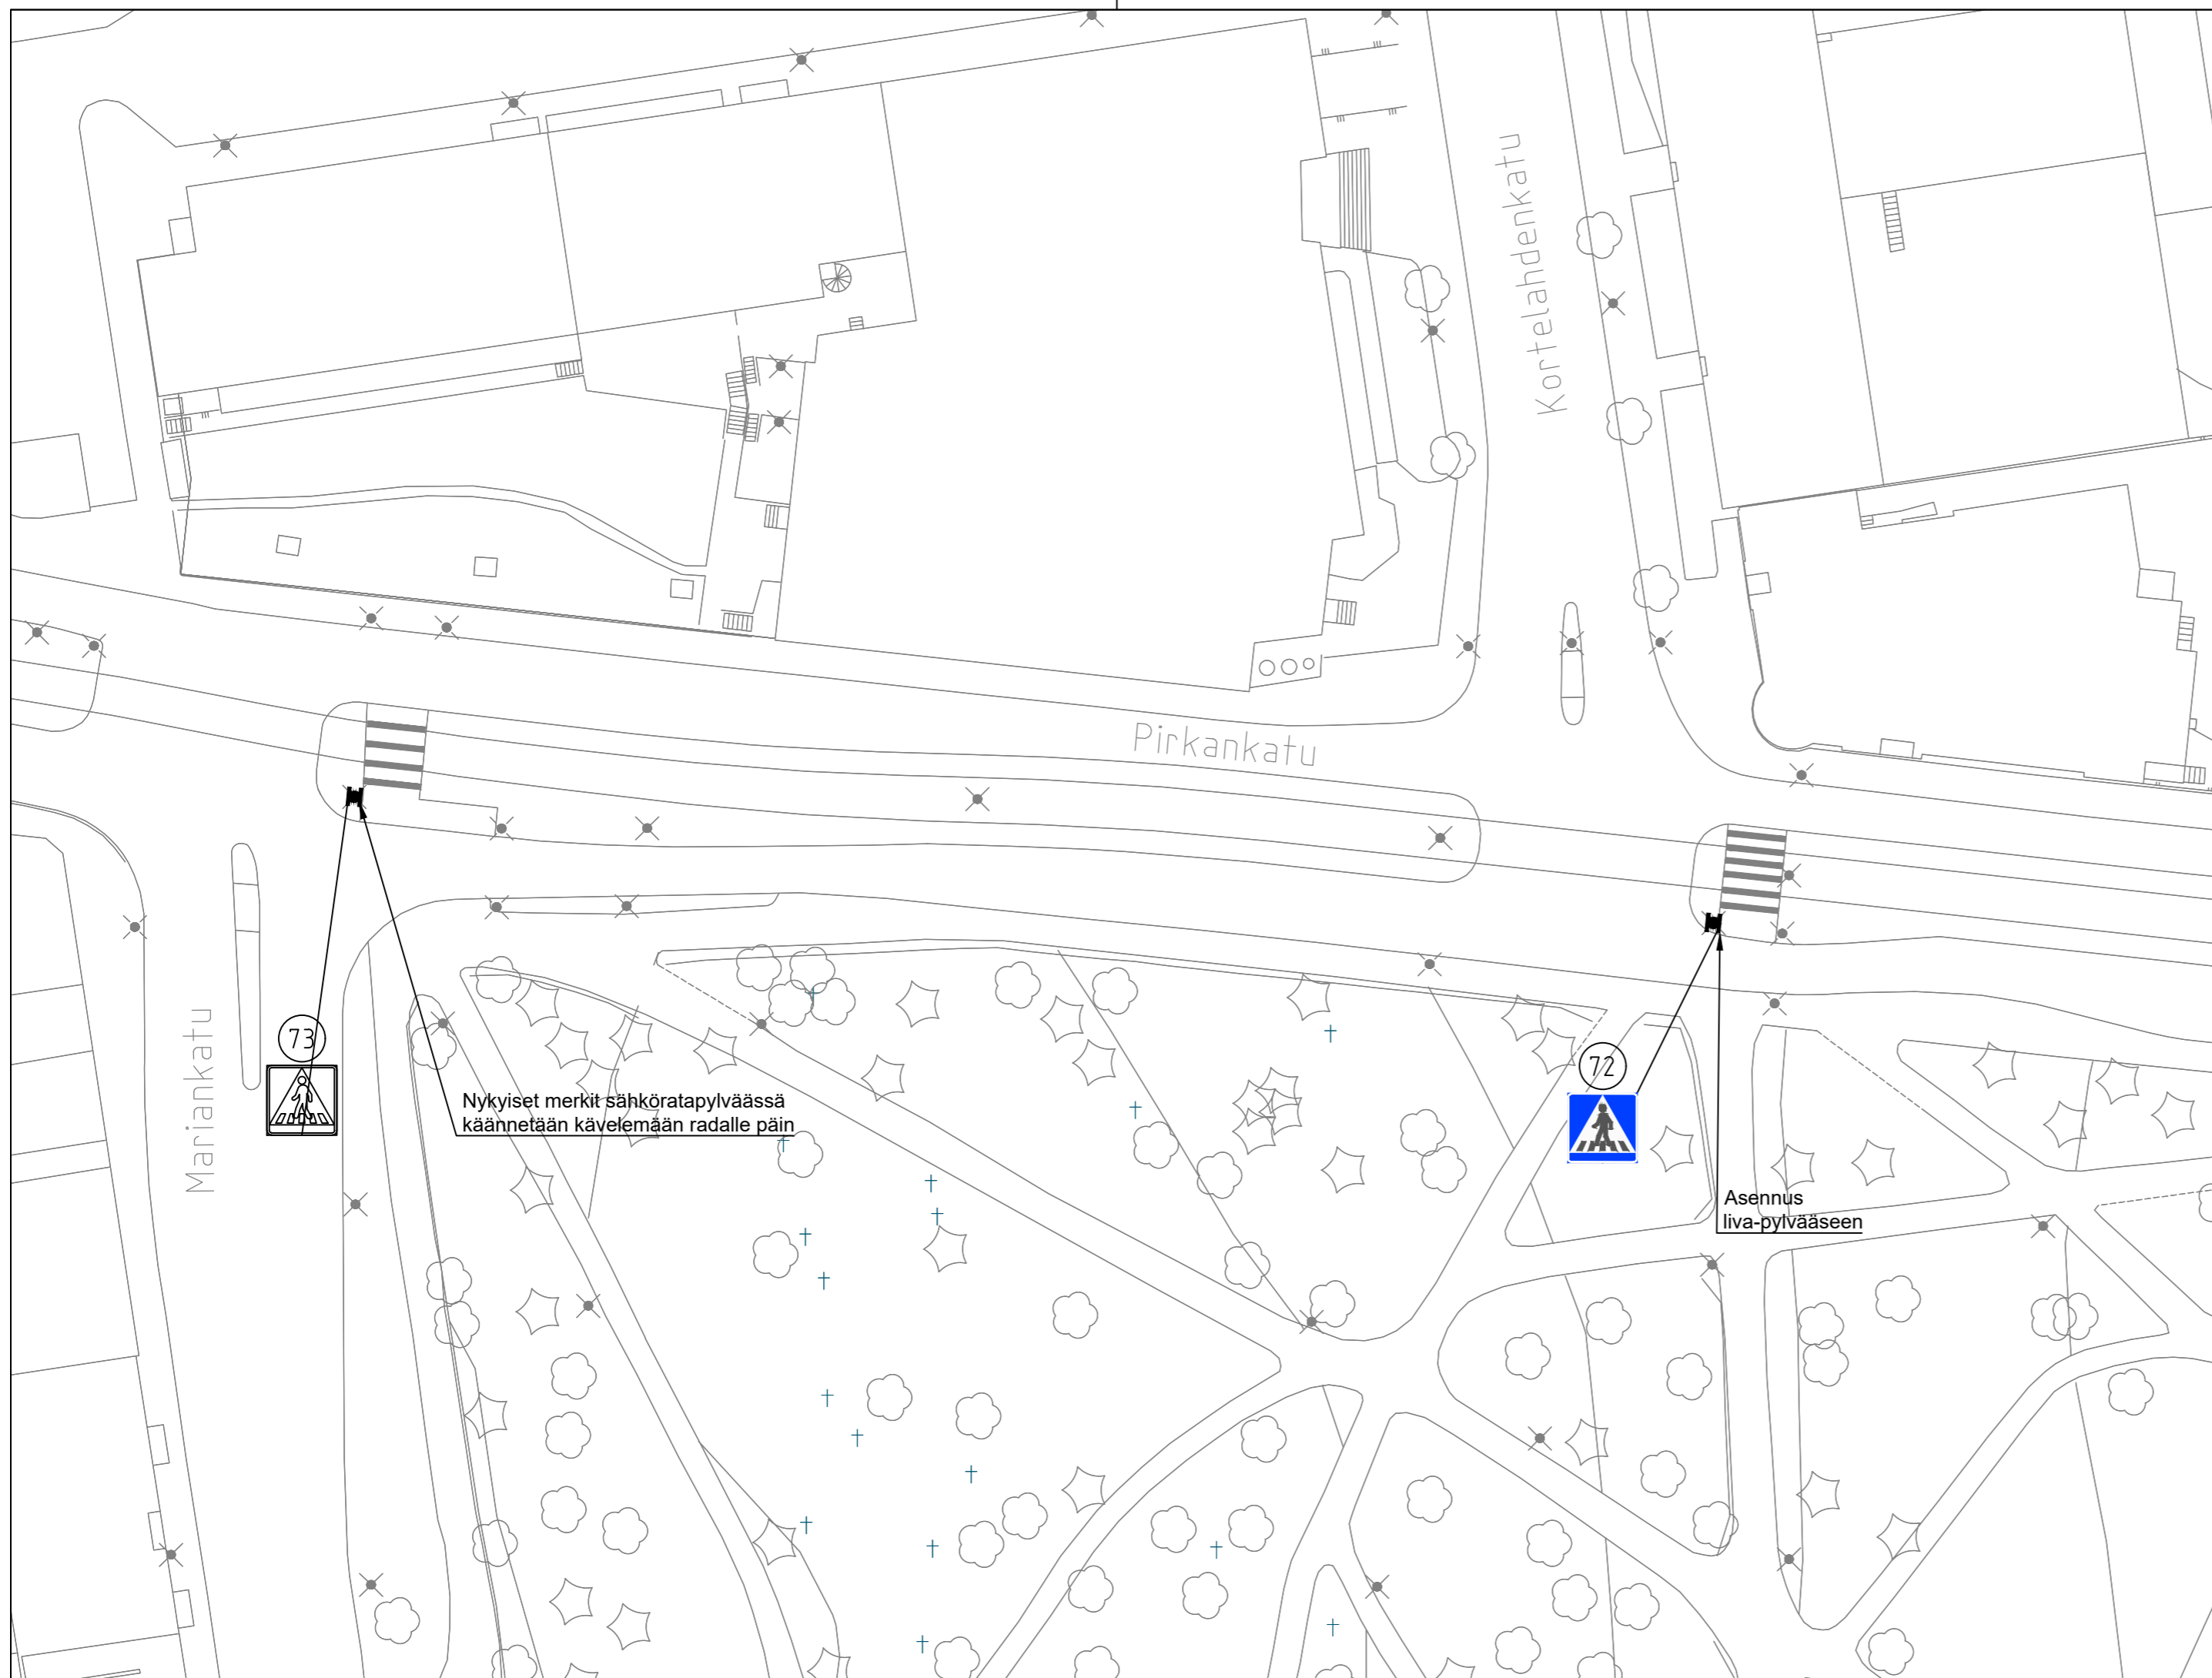 Kortelahdenkatu
Pirkankatu
Mariankatu
73
Nykyiset merkit sähköratapylväässä
käännetään kävelemään radalle päin
72
Asennus
liva-pylvääseen